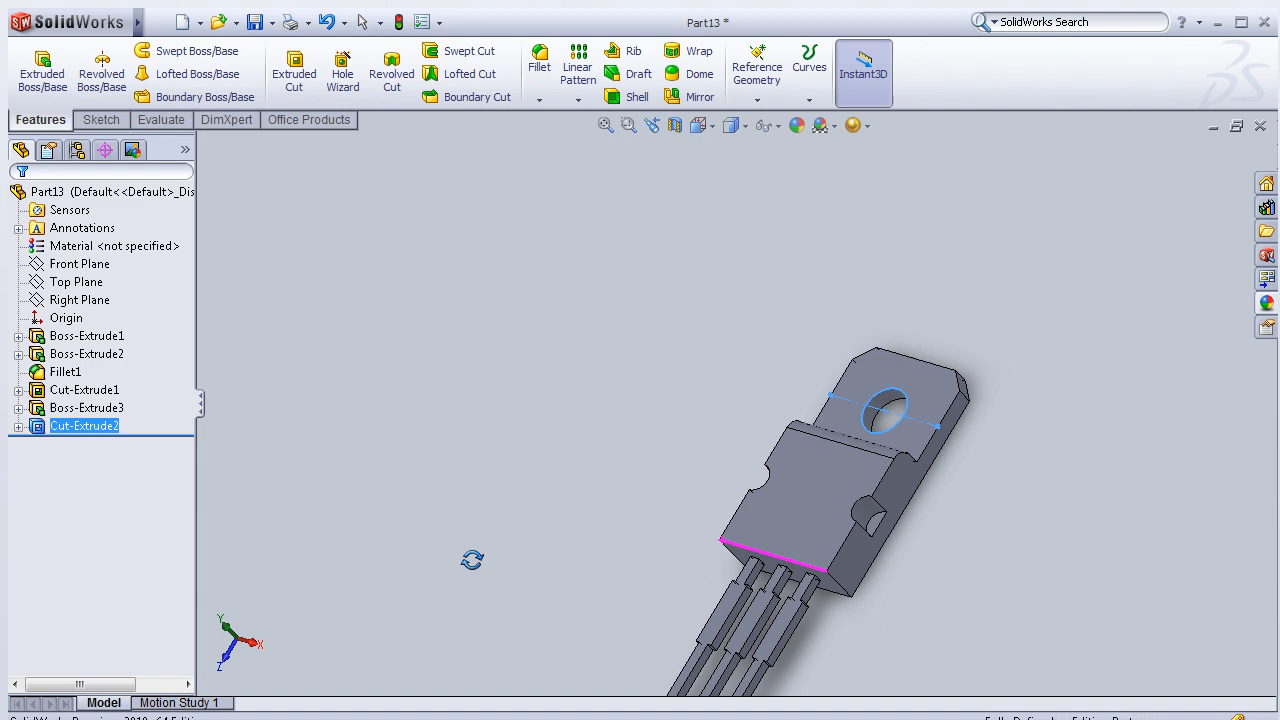 SolidWorks
Part13 *
SolidWorks Search
Extruded Boss/Base
Revolved Boss/Base
Swept Boss/Base
Lofted Boss/Base
Boundary Boss/Base
Extruded Cut
Hole Wizard
Revolved Cut
Swept Cut
Lofted Cut
Boundary Cut
Fillet
Linear Pattern
Rib
Draft
Shell
Wrap
Dome
Mirror
Reference Geometry
Curves
Instant3D
Features
Sketch
Evaluate
DimXpert
Office Products
Part13 (Default<<Default>_Dis
Sensors
Annotations
Material <not specified>
Front Plane
Top Plane
Right Plane
Origin
Boss-Extrude1
Boss-Extrude2
Fillet1
Cut-Extrude1
Boss-Extrude3
Cut-Extrude2
Y
X
Z
Model
Motion Study 1